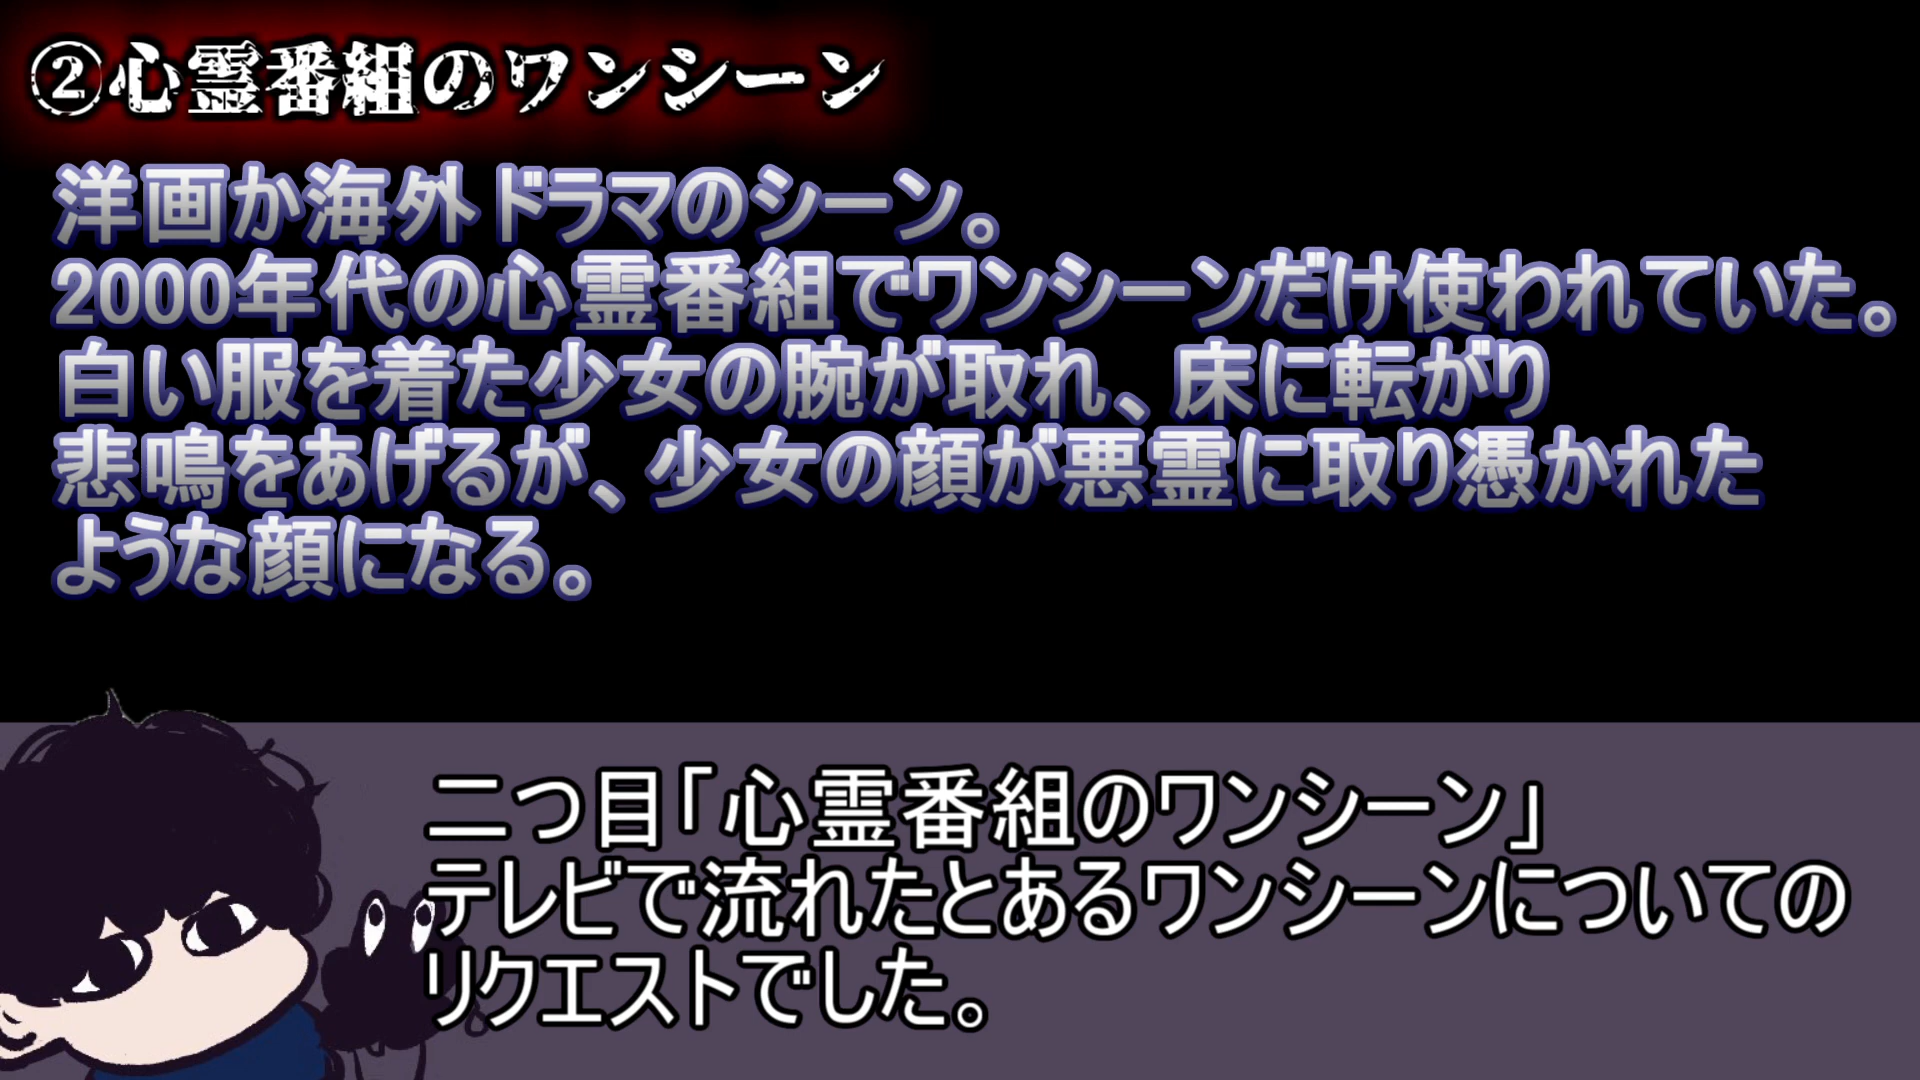 ②心霊番組のワンシーン
洋画か海外ドラマのシーン。
2000年代の心霊番組でワンシーンだけ使われていた。
白い服を着た少女の腕が取れ、床に転がり
悲鳴をあげるが、少女の顔が悪霊に取り憑かれた
ような顔になる。
二つ目「心霊番組のワンシーン」
テレビで流れたとあるワンシーンについての
リクエストでした。